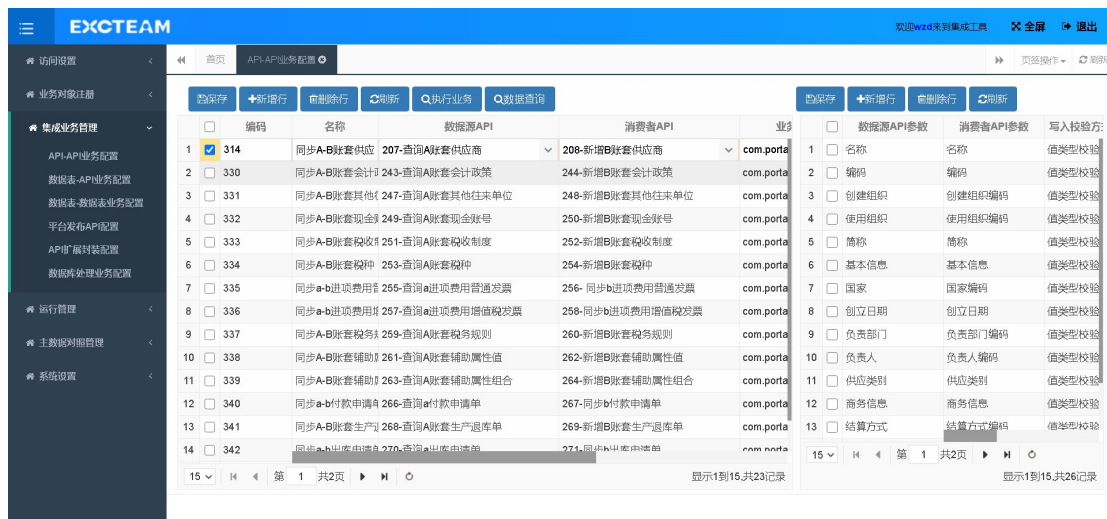 EXCTEAM
欢迎wzd来到集成工具 全屏 退出
访问设置
业务对象注册
集成业务管理
API-API业务配置
数据表-API业务配置
数据表-数据表业务配置
平台发布API配置
API扩展封装配置
数据库处理业务配置
运行管理
主数据对照管理
系统设置
首页 API-API业务配置 页签操作 刷新
保存 新增行 删除行 刷新 执行业务 数据查询
编码 名称 数据源API 消费者API
1 314 同步A-B账套供应 207-查询A账套供应商 208-新增B账套供应商 com.porta
2 330 同步A-B账套会计 243-查询A账套会计政策 244-新增B账套会计政策 com.porta
3 331 同步A-B账套其他 247-查询A账套其他往来单位 248-新增B账套其他往来单位 com.porta
4 332 同步A-B账套现金 249-查询A账套现金账号 250-新增B账套现金账号 com.porta
5 333 同步A-B账套税收 251-查询A账套税收制度 252-新增B账套税收制度 com.porta
6 334 同步A-B账套税种 253-查询A账套税种 254-新增B账套税种 com.porta
7 335 同步a-b进项费用 255-查询a进项费用普通发票 256- 同步b进项费用普通发票 com.porta
8 336 同步a-b进项费用 257-查询a进项费用增值税发票 258-同步b进项费用增值税发票 com.porta
9 337 同步A-B账套税务 259-查询A账套税务规则 260-新增B账套税务规则 com.porta
10 338 同步A-B账套辅助 261-查询A账套辅助属性值 262-新增B账套辅助属性值 com.porta
11 339 同步A-B账套辅助 263-查询A账套辅助属性组合 264-新增B账套辅助属性组合 com.porta
12 340 同步a-b付款申请 266-查询a付款申请单 267-同步b付款申请单 com.porta
13 341 同步A-B账套生产 268-查询A账套生产退库单 269-新增B账套生产退库单 com.porta
14 342 同步a-b出库申请 270-查询a出库申请单 271-同步b出库申请单 com.porta
15 第 1 共2页 显示1到15,共23记录
保存 新增行 删除行 刷新
数据源API参数 消费者API参数 写入校验方
1 名称 名称 值类型校验
2 编码 编码 值类型校验
3 创建组织 创建组织编码 值类型校验
4 使用组织 使用组织编码 值类型校验
5 简称 简称 值类型校验
6 基本信息 基本信息 值类型校验
7 国家 国家编码 值类型校验
8 创立日期 创立日期 值类型校验
9 负责部门 负责部门编码 值类型校验
10 负责人 负责人编码 值类型校验
11 供应类别 供应类别 值类型校验
12 商务信息 商务信息 值类型校验
13 结算方式 结算方式编码 值类型校验
15 第 1 共2页 显示1到15,共26记录